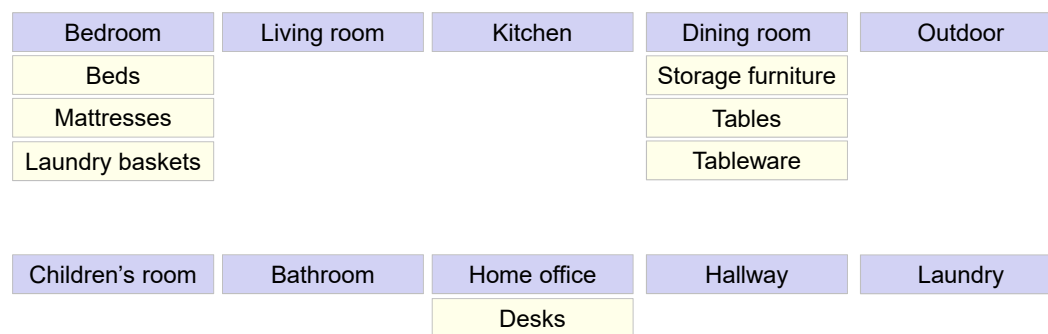 Bedroom
Living room
Kitchen
Dining room
Outdoor
Beds
Storage furniture
Mattresses
Tables
Laundry baskets
Tableware
Children’s room
Bathroom
Home office
Hallway
Laundry
Desks